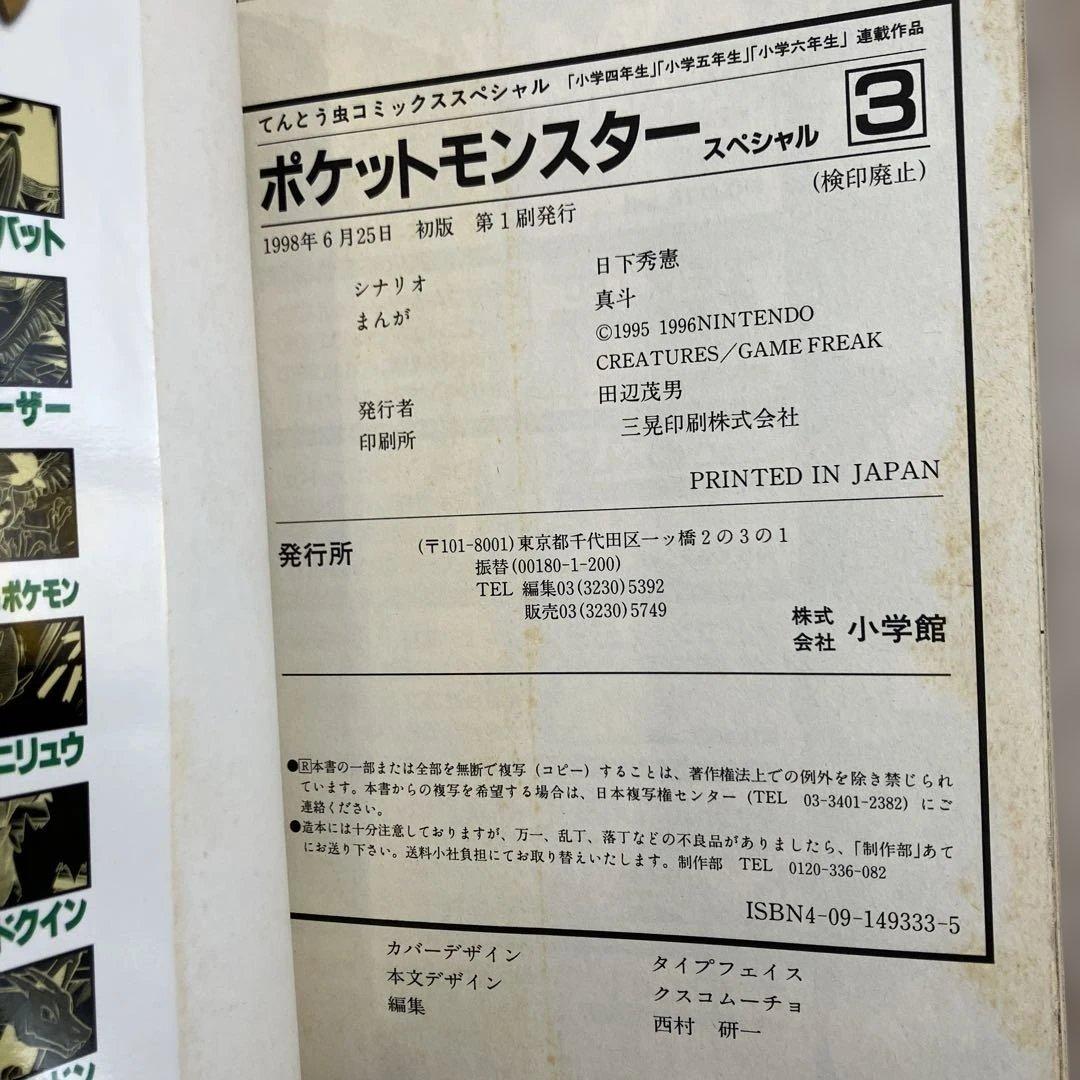 バット
ーザー
ポケモン
ニリュウ
ドクイン
てんとう虫コミックススペシャル 「小学四年生」「小学五年生」「小学六年生」連載作品
ポケットモンスター スペシャル 3
(検印廃止)
1998年6月25日 初版 第1刷発行
シナリオ 日下秀憲
まんが 真斗
©1995 1996NINTENDO
CREATURES/GAME FREAK
発行者 田辺茂男
印刷所 三晃印刷株式会社
PRINTED IN JAPAN
発行所 (〒101-8001)東京都千代田区一ッ橋2の3の1
振替(00180-1-200)
TEL 編集03(3230)5392
販売03(3230)5749
株式会社 小学館
●Ⓡ本書の一部または全部を無断で複写(コピー)することは、著作権法上での例外を除き禁じられ
ています。本書からの複写を希望する場合は、日本複写権センター(TEL 03-3401-2382)にご
連絡ください。
●造本には十分注意しておりますが、万一、乱丁、落丁などの不良品がありましたら、「制作部」あて
にお送り下さい。送料小社負担にてお取り替えいたします。制作部 TEL 0120-336-082
ISBN4-09-149333-5
カバーデザイン タイプフェイス
本文デザイン クスコムーチョ
編集 西村 研一